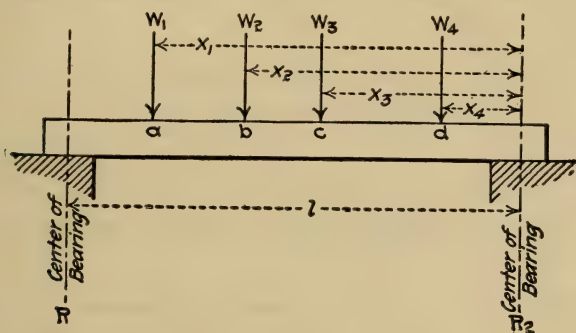 W₁ W₂ W₃ W₄
x₁
x₂
x₃
x₄
a b c d
l
Center of
Bearing
Center of
Bearing
R R₂